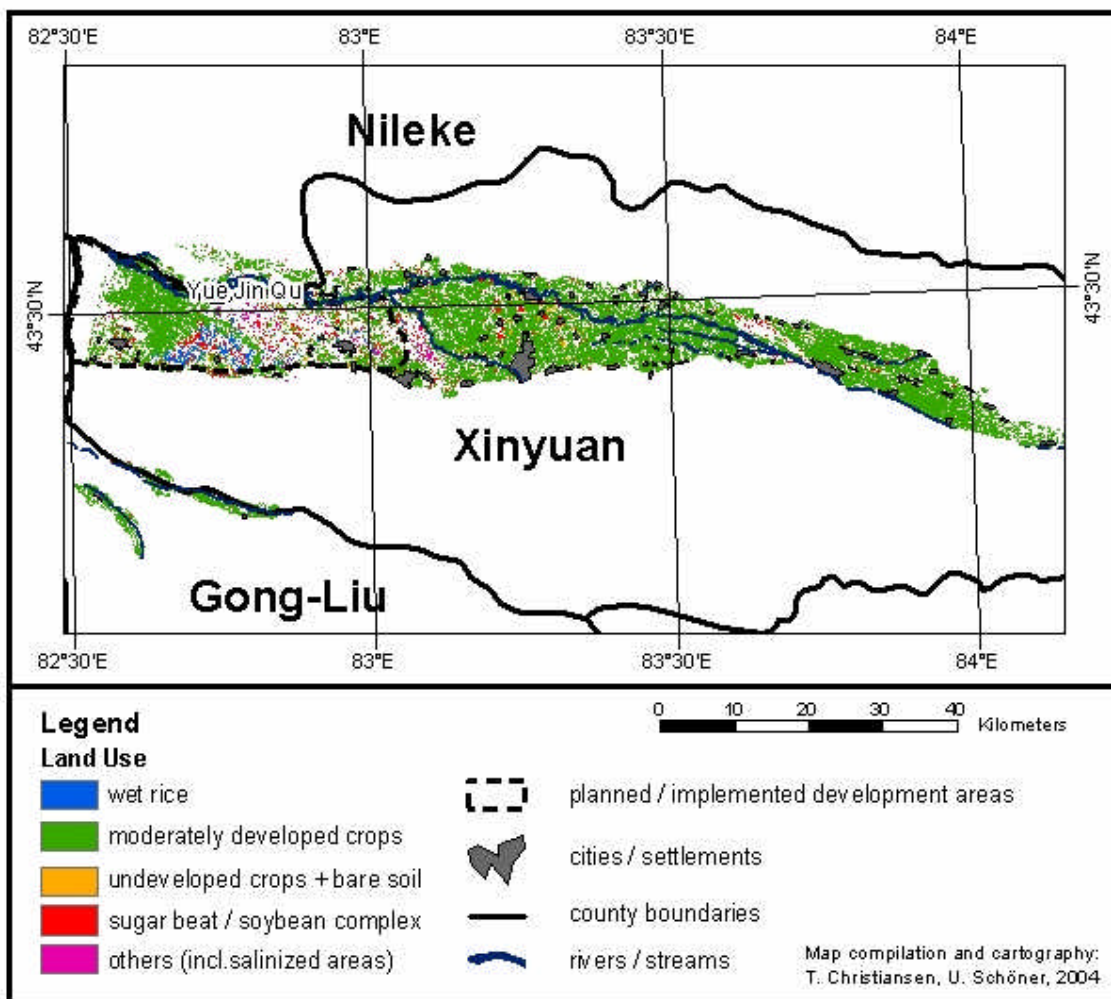 82°30'E 83°E 83°30'E 84°E
Nileke
Yue Jin Qu
43°30'N 43°30'N
Xinyuan
Gong-Liu
82°30'E 83°E 83°30'E 84°E
Legend
0 10 20 30 40
Kilometers
Land Use
wet rice
moderately developed crops
undeveloped crops + bare soil
sugar beat / soybean complex
others (incl.salinized areas)
planned / implemented development areas
cities / settlements
county boundaries
rivers / streams
Map compilation and cartography:
T. Christiansen, U. Schöner, 2004